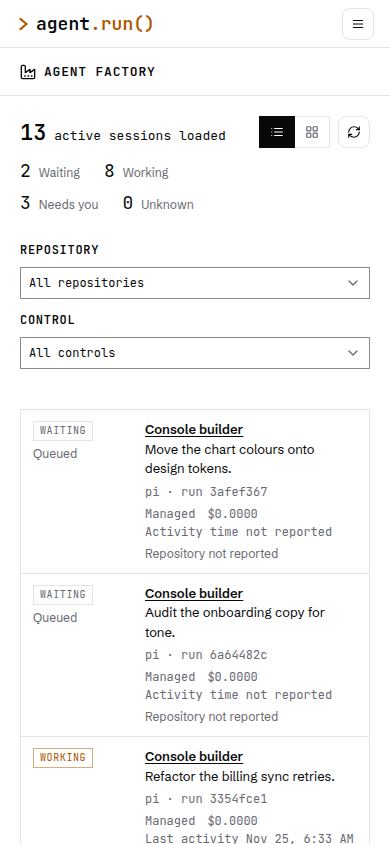 agent.run()
AGENT FACTORY
13 active sessions loaded
2 Waiting 8 Working
3 Needs you 0 Unknown
REPOSITORY
All repositories
CONTROL
All controls
WAITING
Queued
Console builder
Move the chart colours onto
design tokens.
pi · run 3afef367
Managed $0.0000
Activity time not reported
Repository not reported
WAITING
Queued
Console builder
Audit the onboarding copy for
tone.
pi · run 6a64482c
Managed $0.0000
Activity time not reported
Repository not reported
WORKING
Console builder
Refactor the billing sync retries.
pi · run 3354fce1
Managed $0.0000
Last activity Nov 25, 6:33 AM